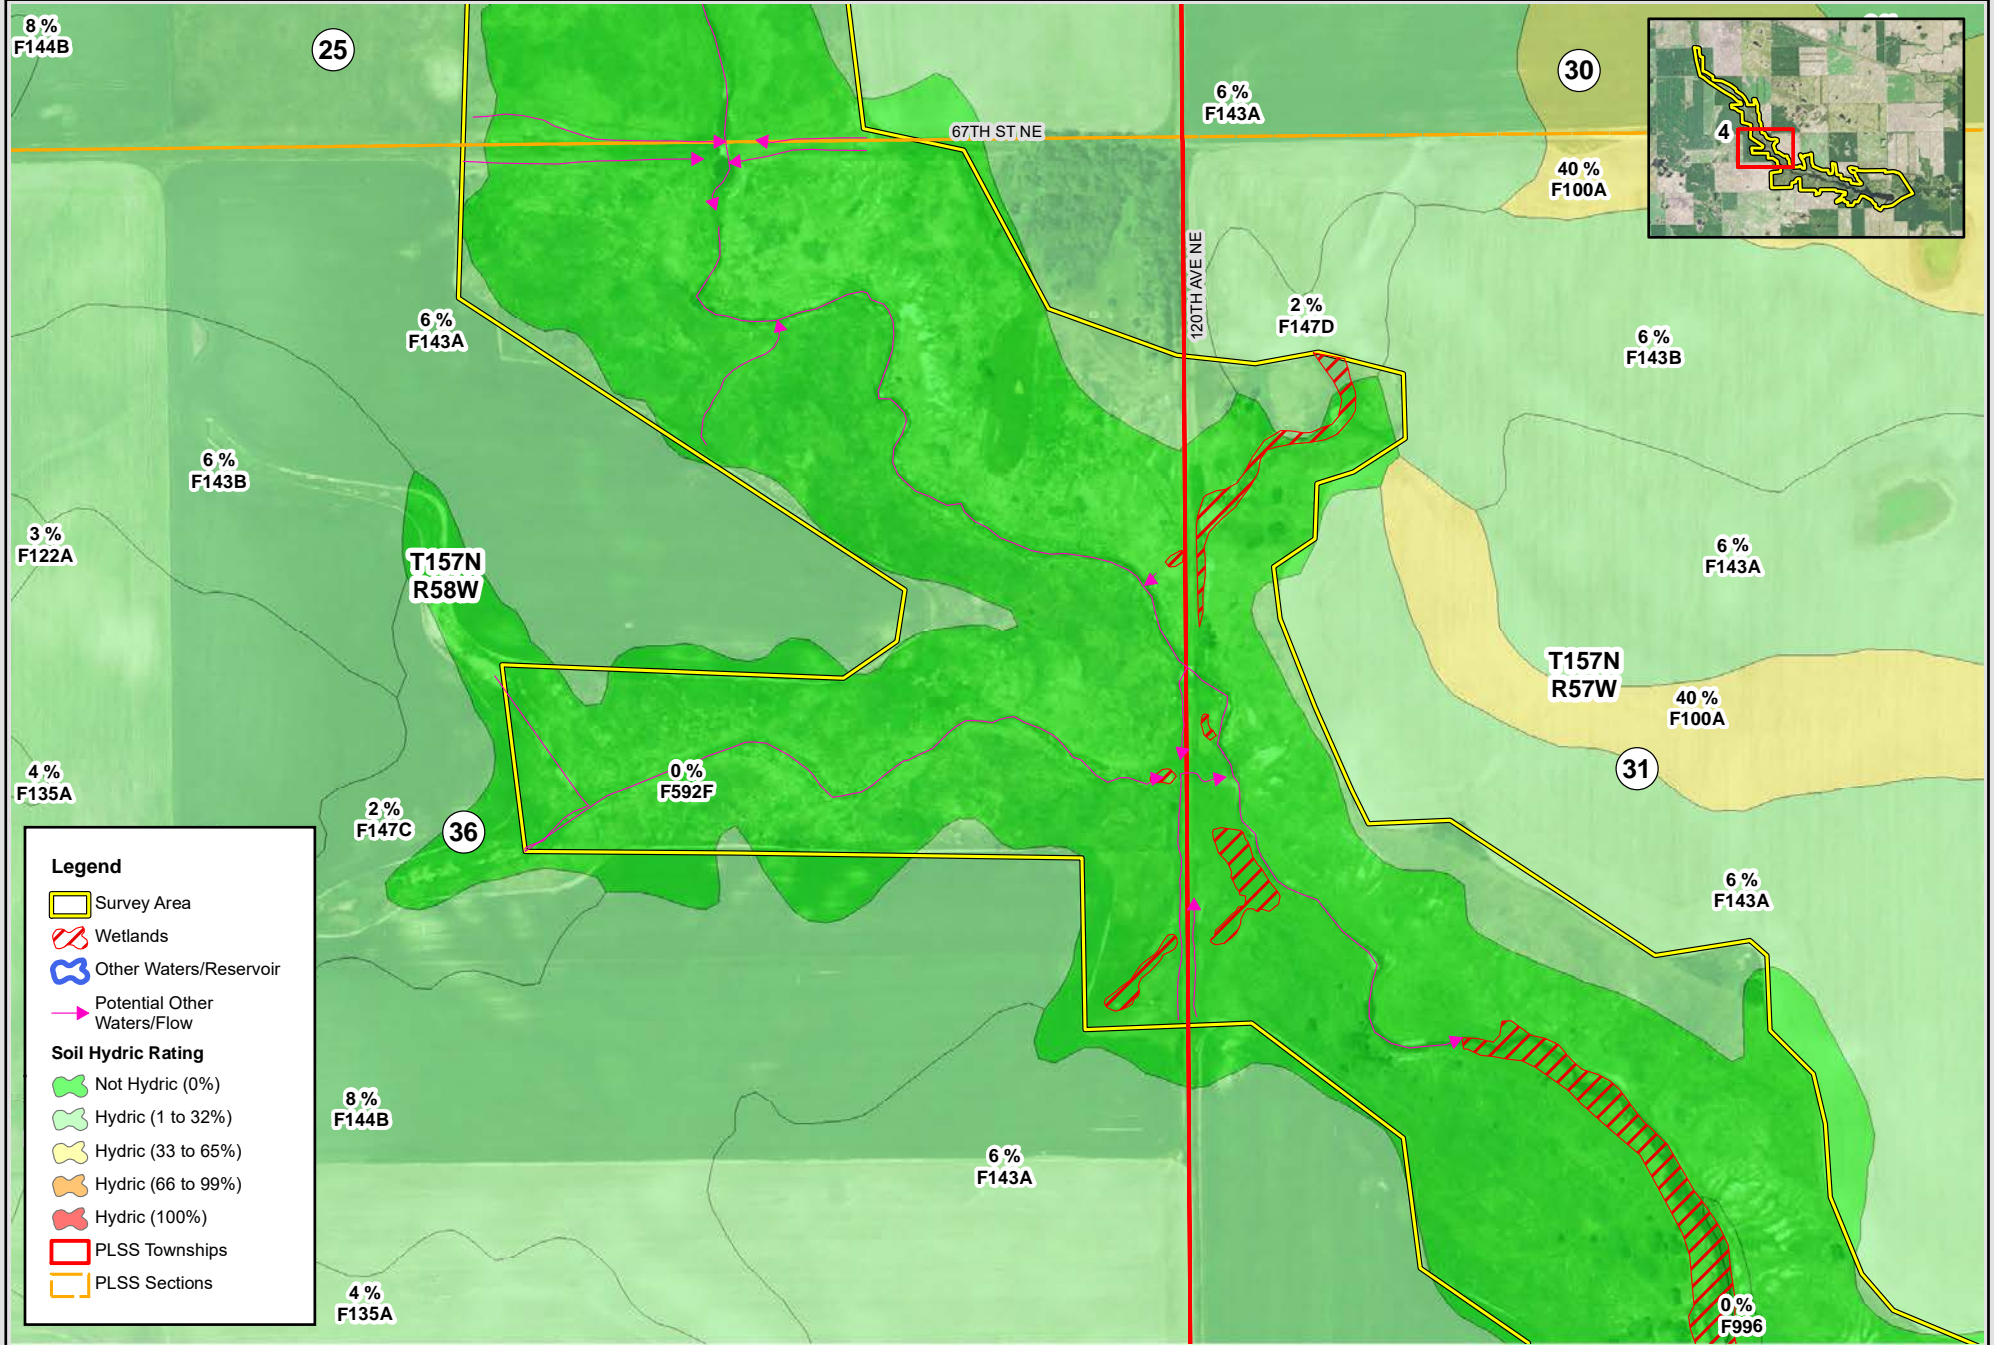 8 %
F144B
25
6 %
F143A
30
4
67TH ST NE
40 %
F100A
120TH AVE NE
6 %
F143A
2 %
F147D
6 %
F143B
6 %
F143B
3 %
F122A
T157N
R58W
6 %
F143A
T157N
R57W
40 %
F100A
4 %
F135A
0 %
F592F
31
2 %
F147C
36
6 %
F143A
Legend
Survey Area
Wetlands
Other Waters/Reservoir
Potential Other
Waters/Flow
Soil Hydric Rating
Not Hydric (0%)
Hydric (1 to 32%)
Hydric (33 to 65%)
Hydric (66 to 99%)
Hydric (100%)
PLSS Townships
PLSS Sections
8 %
F144B
6 %
F143A
4 %
F135A
0 %
F996